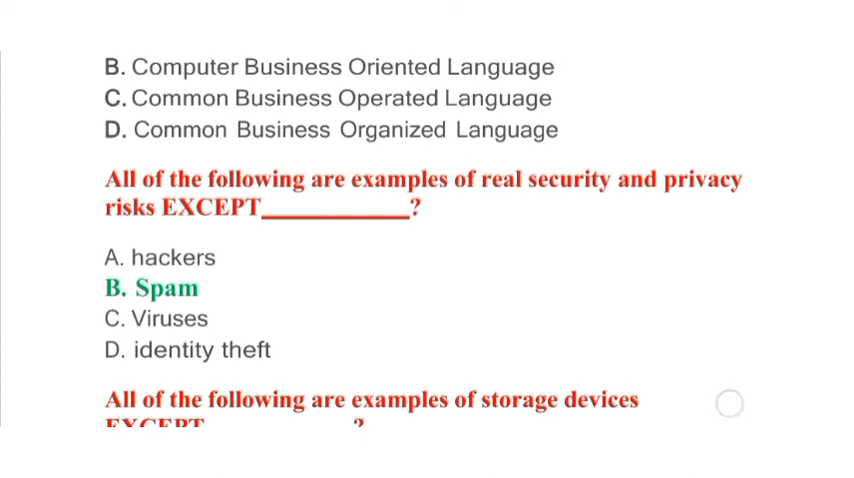 B. Computer Business Oriented Language
C. Common Business Operated Language
D. Common Business Organized Language
All of the following are examples of real security and privacy
risks EXCEPT____________?
A. hackers
B. Spam
C. Viruses
D. identity theft
All of the following are examples of storage devices
EXCEPT____________?